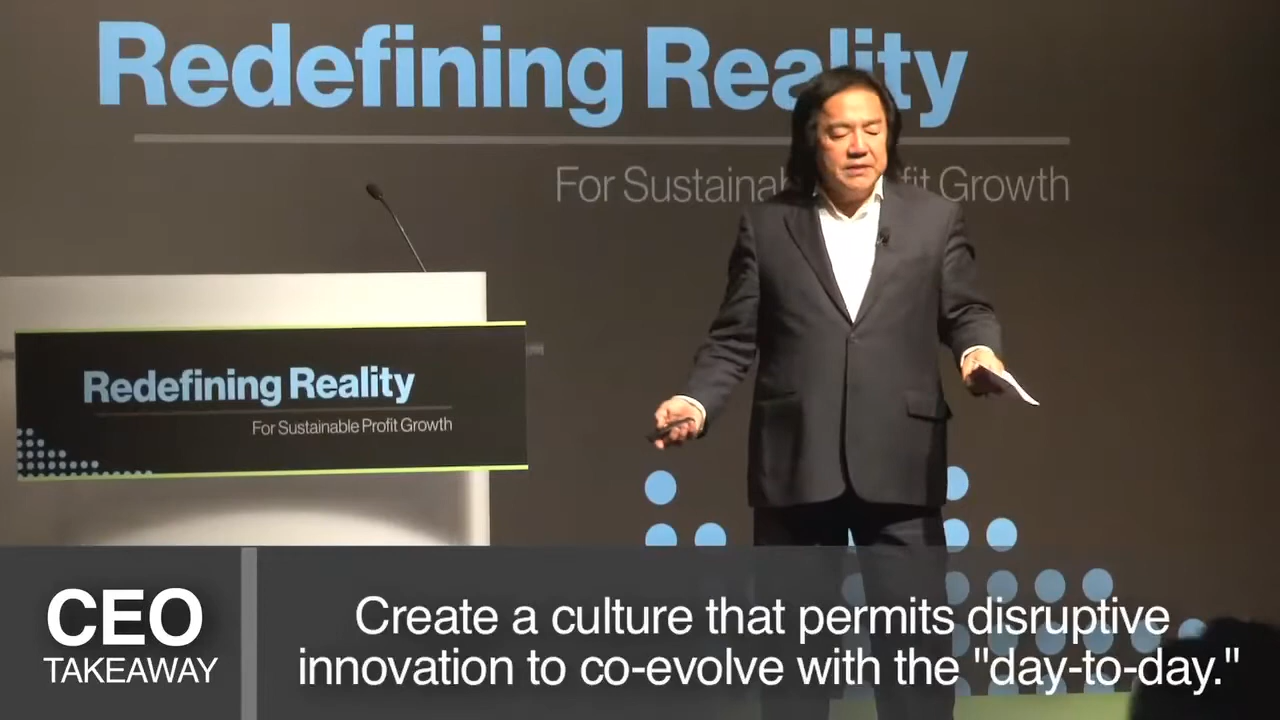 Redefining Reality
For Sustaina fit Growth
Redefining Reality
For Sustainable Profit Growth
CEO
TAKEAWAY
Create a culture that permits disruptive
innovation to co-evolve with the "day-to-day."